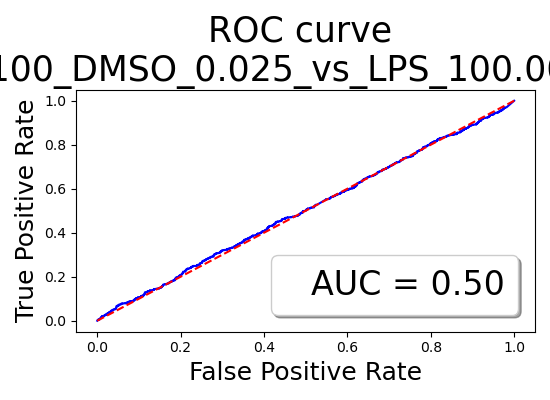 ROC curve
100_DMSO_0.025_vs_LPS_100.00
True Positive Rate
1.0
0.8
0.6
0.4
0.2
0.0
AUC = 0.50
0.0 0.2 0.4 0.6 0.8 1.0
False Positive Rate